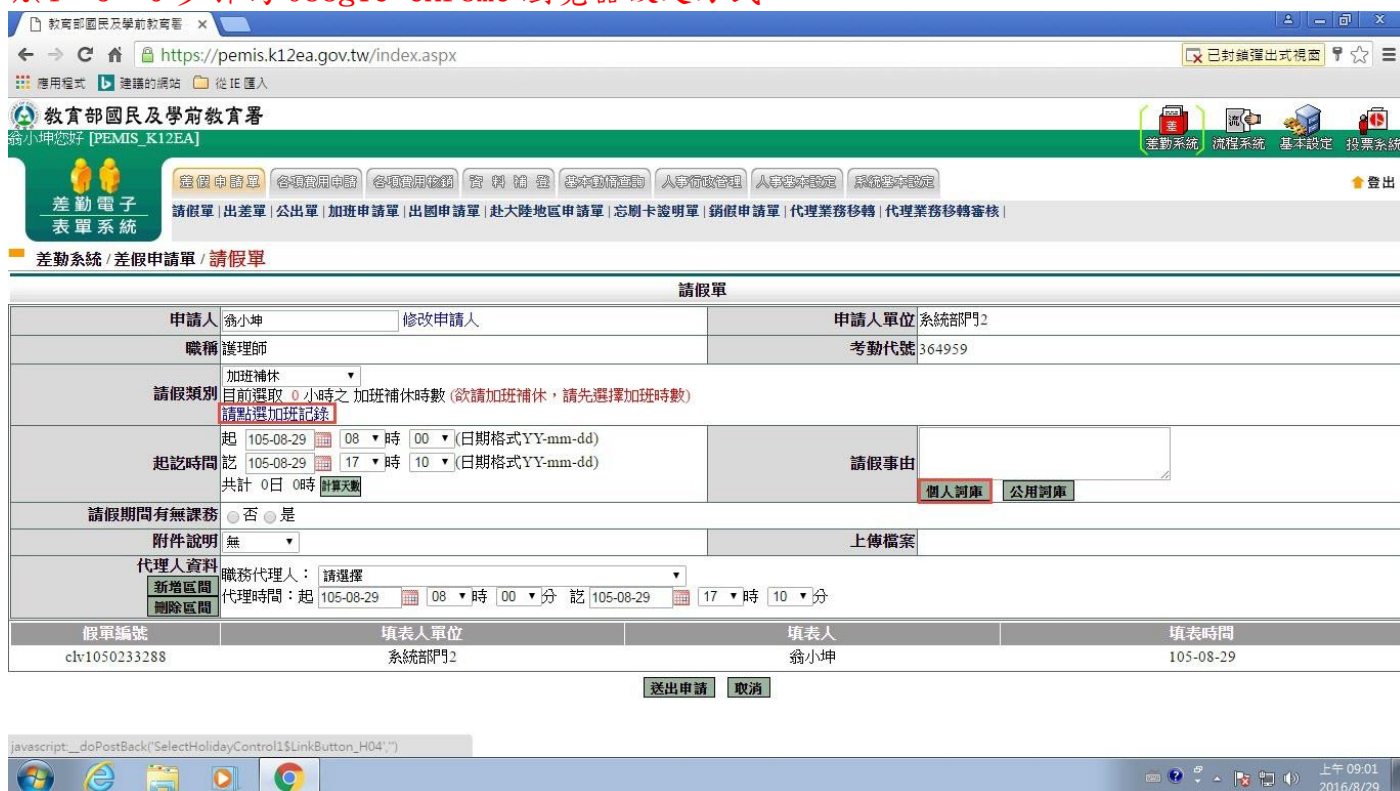 教育部國民及學前教育署
https://pemis.k12ea.gov.tw/index.aspx
已封鎖彈出式視窗
應用程式 建議的網站 從 IE 匯入
教育部國民及學前教育署
翁小坤您好 [PEMIS_K12EA]
差勤系統 流程系統 基本設定 投票系統
差勤電子
表單系統
差假申請單 各項費用申請 各項費用核銷 資料補登 基本勤惰查詢 人事行政管理 人事基本設定 系統基本設定
登出
請假單 | 出差單 | 公出單 | 加班申請單 | 出國申請單 | 赴大陸地區申請單 | 忘刷卡證明單 | 銷假申請單 | 代理業務移轉 | 代理業務移轉審核 |
差勤系統 / 差假申請單 / 請假單
請假單
申請人 翁小坤 修改申請人 申請人單位 系統部門2
職稱 護理師 考勤代號 364959
請假類別 加班補休
目前選取 0 小時之 加班補休時數 (欲請加班補休，請先選擇加班時數)
請點選加班記錄
起訖時間 起 105-08-29 08 時 00 (日期格式YY-mm-dd)
訖 105-08-29 17 時 10 (日期格式YY-mm-dd)
共計 0日 0時 計算天數
請假事由
個人詞庫 公用詞庫
請假期間有無課務 否 是
附件說明 無 上傳檔案
代理人資料
新增區間
刪除區間
職務代理人： 請選擇
代理時間：起 105-08-29 08 時 00 分 訖 105-08-29 17 時 10 分
假單編號 填表人單位 填表人 填表時間
clv1050233288 系統部門2 翁小坤 105-08-29
送出申請 取消
javascript:__doPostBack('SelectHolidayControl1$LinkButton_H04','')
上午 09:01
2016/8/29